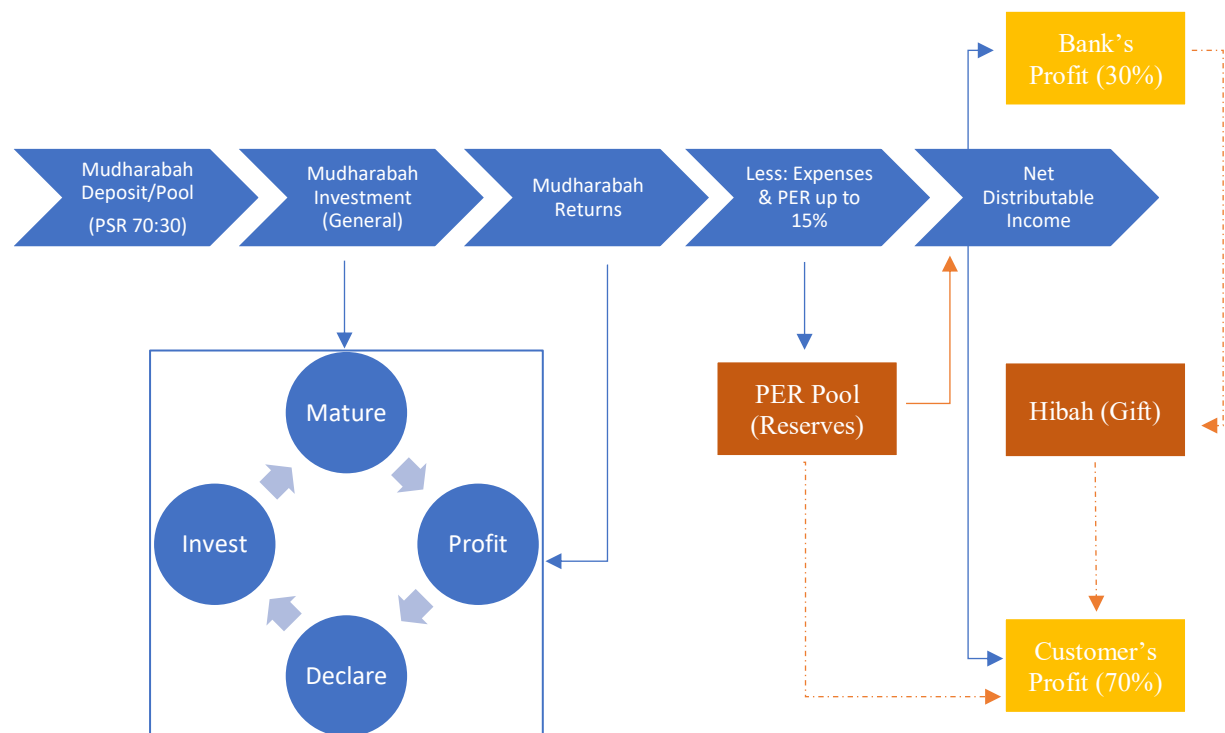 Bank’s
Profit (30%)
Mudharabah
Deposit/Pool
(PSR 70:30)
Mudharabah
Investment
(General)
Mudharabah
Returns
Less: Expenses
& PER up to
15%
Net
Distributable
Income
Mature
Invest
Profit
Declare
PER Pool
(Reserves)
Hibah (Gift)
Customer’s
Profit (70%)